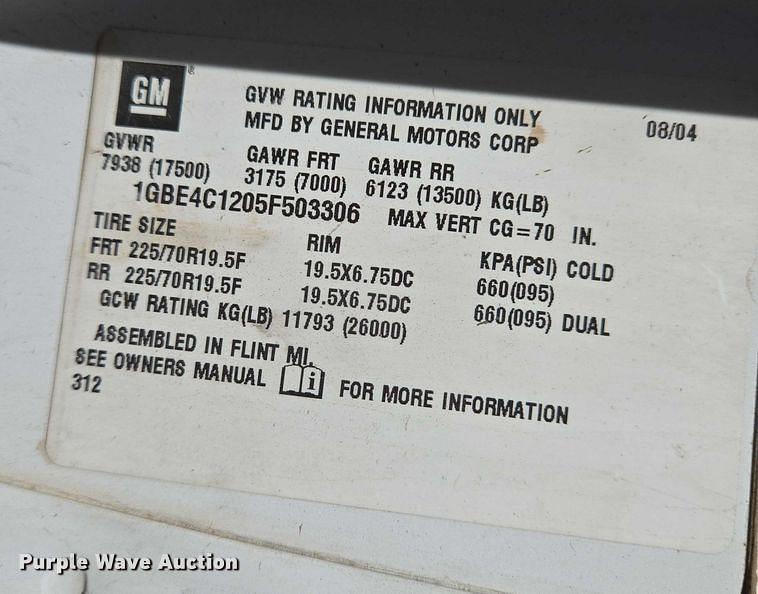 GM ®
GVW RATING INFORMATION ONLY
MFD BY GENERAL MOTORS CORP
08/04
GVWR GAWR FRT GAWR RR
7938 (17500) 3175 (7000) 6123 (13500) KG(LB)
1GBE4C1205F503306 MAX VERT CG=70 IN.
TIRE SIZE RIM KPA(PSI) COLD
FRT 225/70R19.5F 19.5X6.75DC 660(095)
RR 225/70R19.5F 19.5X6.75DC 660(095) DUAL
GCW RATING KG(LB) 11793 (26000)
ASSEMBLED IN FLINT MI.
SEE OWNERS MANUAL i FOR MORE INFORMATION
312
Purple Wave Auction